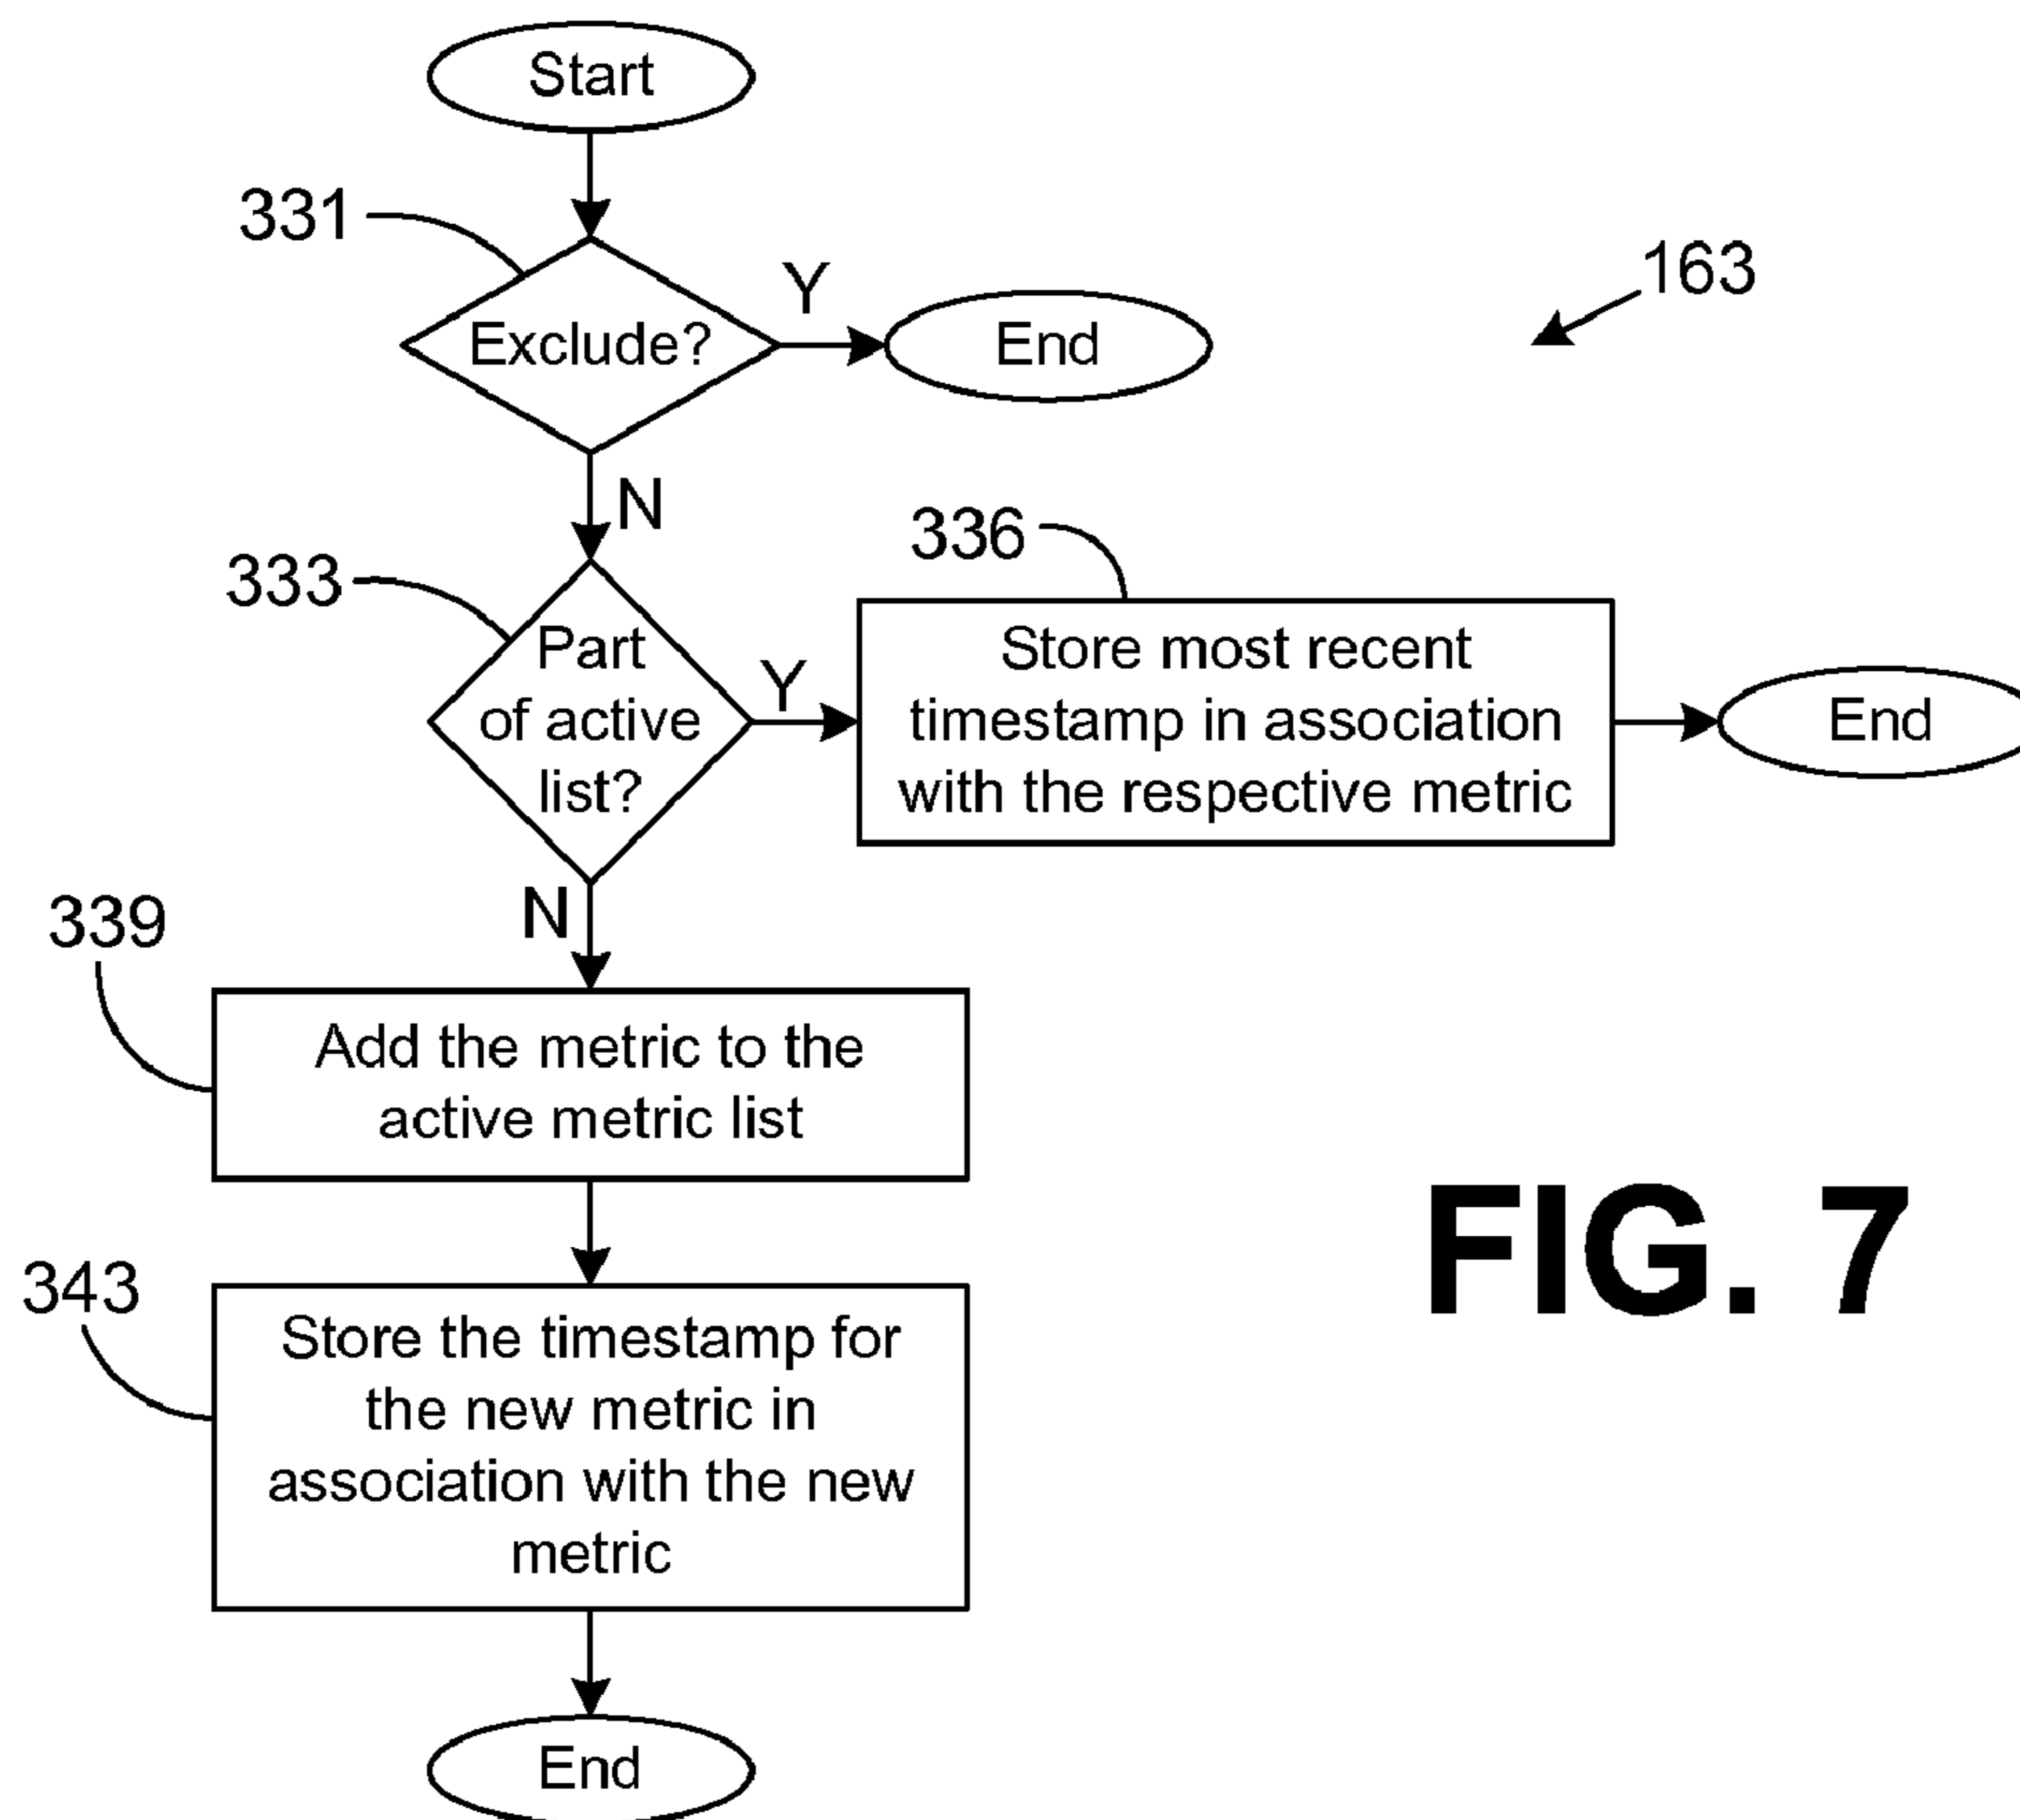 Start
331
Exclude?
Y
End
163
N
333
Part
of active
list?
Y
336
Store most recent
timestamp in association
with the respective metric
End
N
339
Add the metric to the
active metric list
343
Store the timestamp for
the new metric in
association with the new
metric
End
FIG. 7